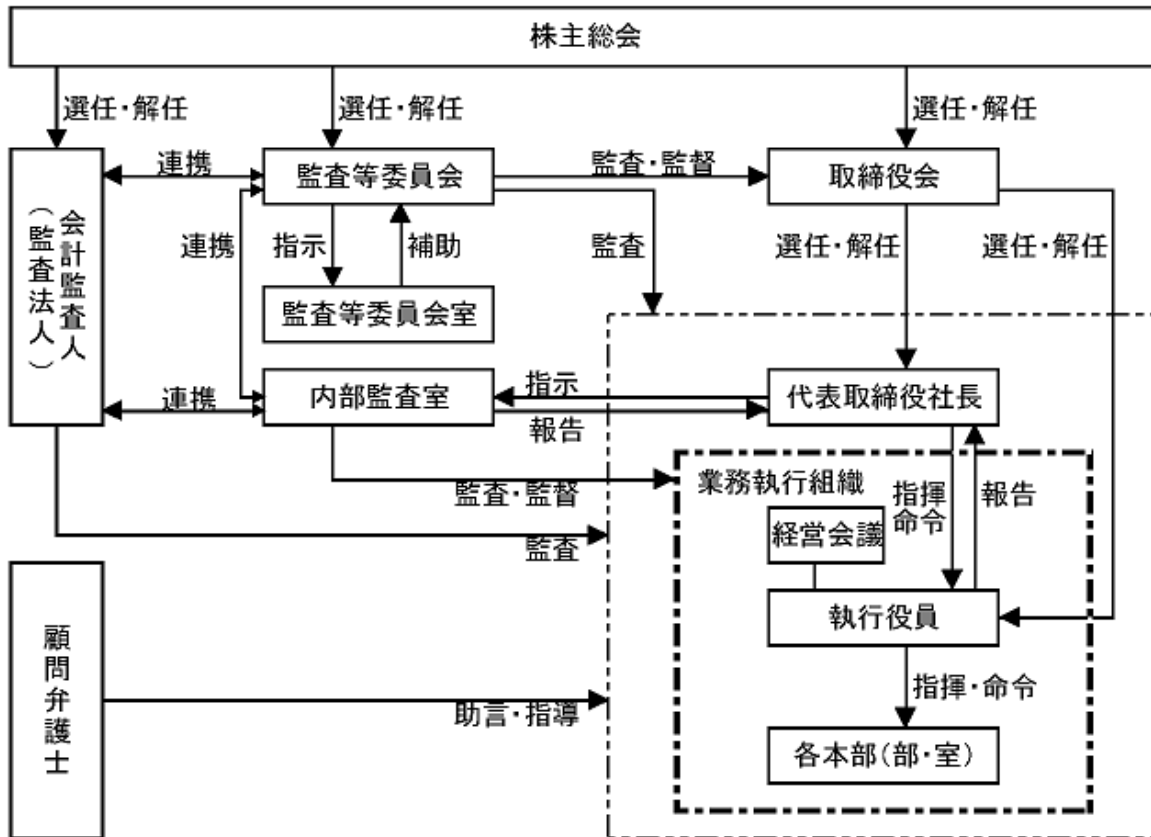 株主総会
選任・解任
選任・解任
選任・解任
連携
監査等委員会
監査・監督
取締役会
会計監査人
（監査法人）
連携
指示
補助
監査
選任・解任
選任・解任
監査等委員会室
連携
内部監査室
指示
報告
代表取締役社長
監査・監督
業務執行組織
指揮
命令
報告
経営会議
監査
執行役員
顧問弁護士
助言・指導
指揮・命令
各本部(部・室)